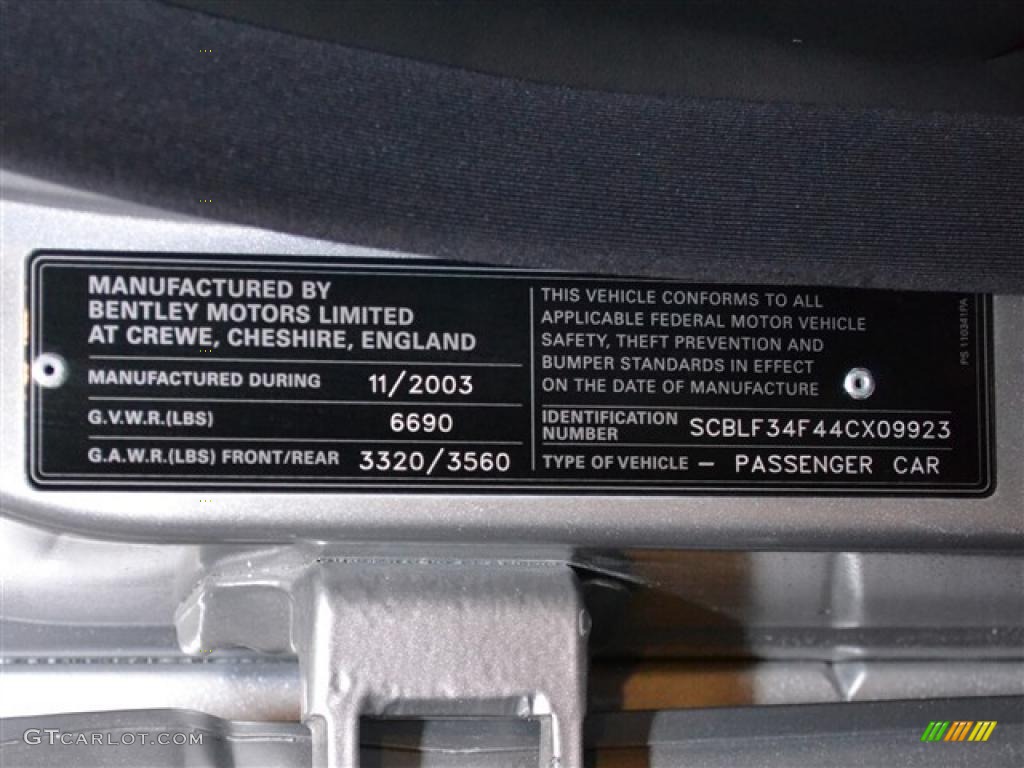 MANUFACTURED BY
BENTLEY MOTORS LIMITED
AT CREWE, CHESHIRE, ENGLAND
MANUFACTURED DURING 11/2003
G.V.W.R.(LBS) 6690
G.A.W.R.(LBS) FRONT/REAR 3320/3560
THIS VEHICLE CONFORMS TO ALL
APPLICABLE FEDERAL MOTOR VEHICLE
SAFETY, THEFT PREVENTION AND
BUMPER STANDARDS IN EFFECT
ON THE DATE OF MANUFACTURE
IDENTIFICATION
NUMBER SCBLF34F44CX09923
TYPE OF VEHICLE – PASSENGER CAR
PS 110341PA
GTCARLOT.COM